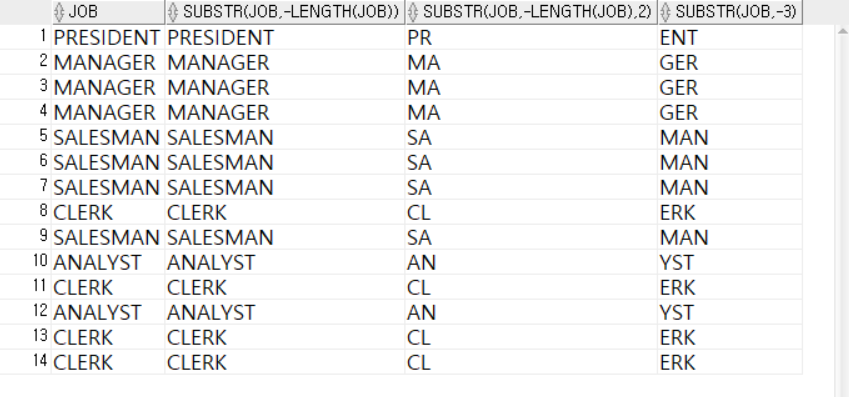 JOB SUBSTR(JOB,-LENGTH(JOB)) SUBSTR(JOB,-LENGTH(JOB),2) SUBSTR(JOB,-3)
1 PRESIDENT PRESIDENT PR ENT
2 MANAGER MANAGER MA GER
3 MANAGER MANAGER MA GER
4 MANAGER MANAGER MA GER
5 SALESMAN SALESMAN SA MAN
6 SALESMAN SALESMAN SA MAN
7 SALESMAN SALESMAN SA MAN
8 CLERK CLERK CL ERK
9 SALESMAN SALESMAN SA MAN
10 ANALYST ANALYST AN YST
11 CLERK CLERK CL ERK
12 ANALYST ANALYST AN YST
13 CLERK CLERK CL ERK
14 CLERK CLERK CL ERK